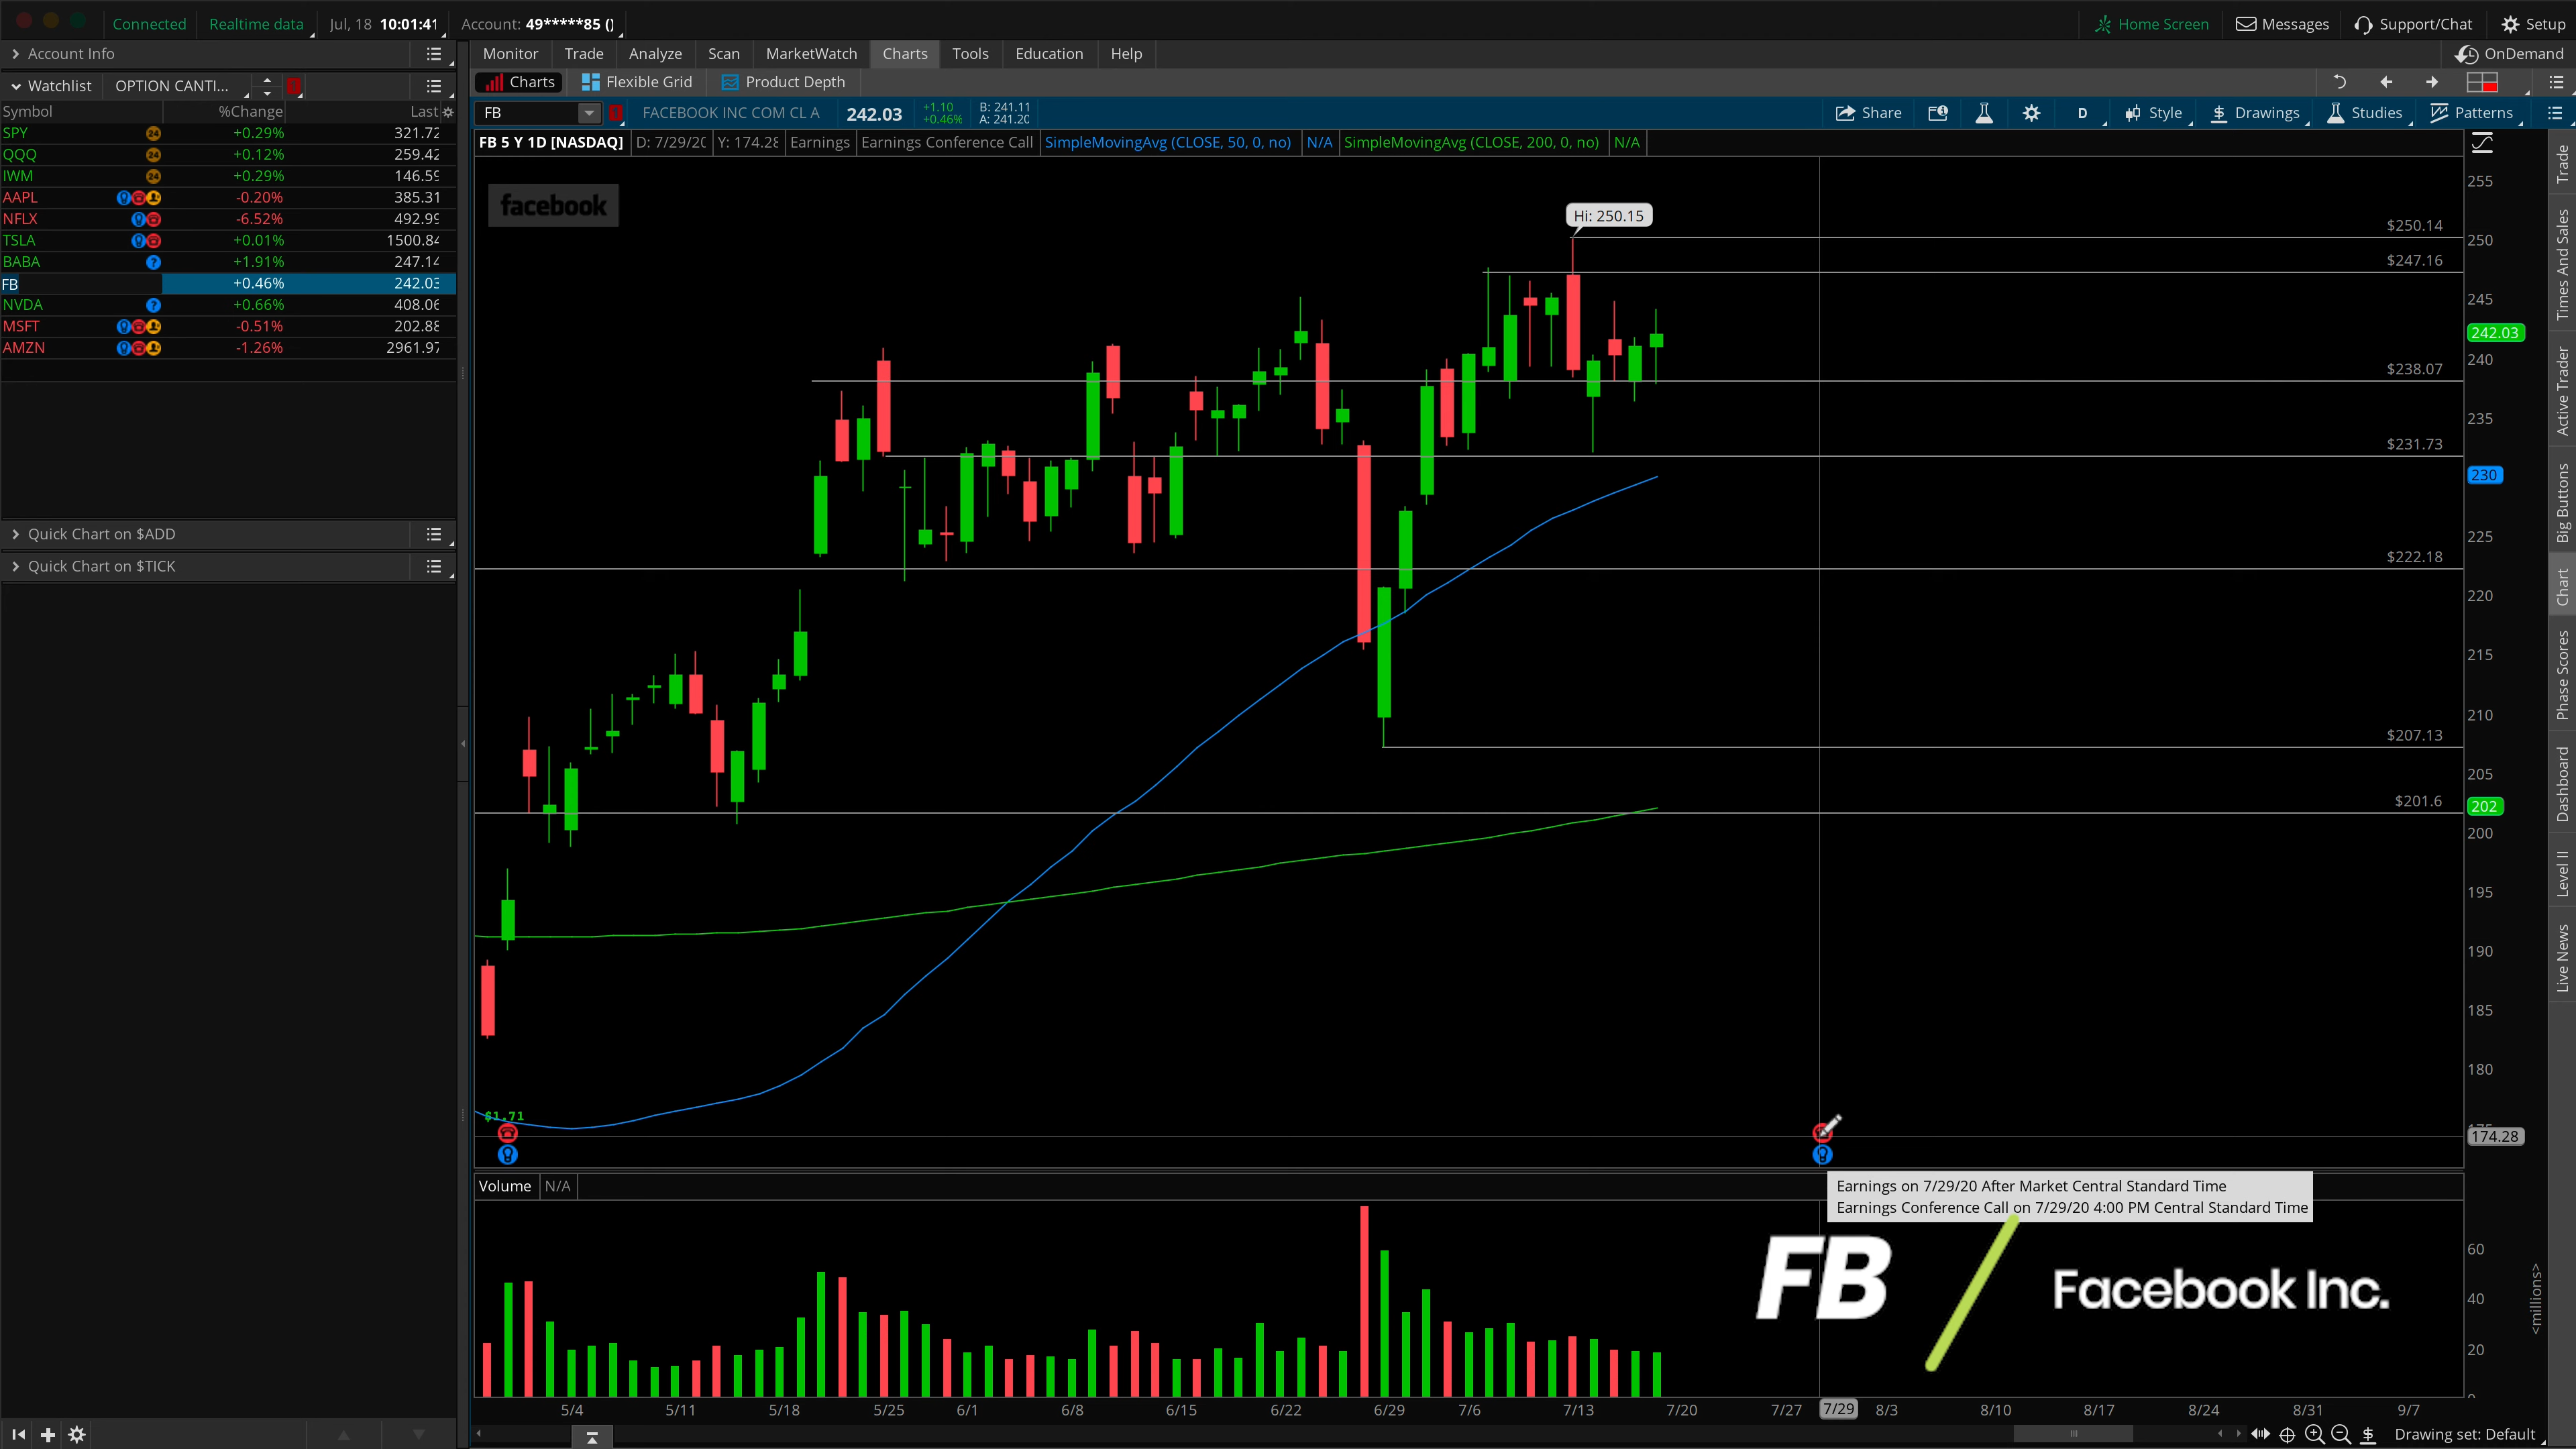 Connected Realtime data Jul, 18 10:01:41 Account: 49*****85 () Home Screen Messages Support/Chat Setup
Account Info Monitor Trade Analyze Scan MarketWatch Charts Tools Education Help OnDemand
Watchlist OPTION CANTI... Charts Flexible Grid Product Depth
Symbol %Change Last
FB FACEBOOK INC COM CL A 242.03 +1.10 +0.46% B: 241.11 A: 241.20 Share D Style Drawings Studies Patterns
FB 5 Y 1D [NASDAQ] D: 7/29/20 Y: 174.28 Earnings Earnings Conference Call SimpleMovingAvg (CLOSE, 50, 0, no) N/A SimpleMovingAvg (CLOSE, 200, 0, no) N/A
SPY 24 +0.29% 321.72
QQQ 24 +0.12% 259.42
IWM 24 +0.29% 146.59
AAPL -0.20% 385.31
NFLX -6.52% 492.99
TSLA +0.01% 1500.84
BABA ? +1.91% 247.14
FB +0.46% 242.03
NVDA ? +0.66% 408.06
MSFT -0.51% 202.88
AMZN -1.26% 2961.97
Quick Chart on $ADD
Quick Chart on $TICK
facebook
Hi: 250.15
$250.14
$247.16
$238.07
$231.73
$222.18
$207.13
$201.6
255
250
245
242.03
240
235
230
225
220
215
210
205
202
200
195
190
185
180
174.28
$1.71
Trade
Times And Sales
Active Trader
Big Buttons
Chart
Phase Scores
Dashboard
Level II
Live News
Volume N/A
Earnings on 7/29/20 After Market Central Standard Time
Earnings Conference Call on 7/29/20 4:00 PM Central Standard Time
FB / Facebook Inc.
60
40
20
<millions>
5/4 5/11 5/18 5/25 6/1 6/8 6/15 6/22 6/29 7/6 7/13 7/20 7/27 7/29 8/3 8/10 8/17 8/24 8/31 9/7
Drawing set: Default